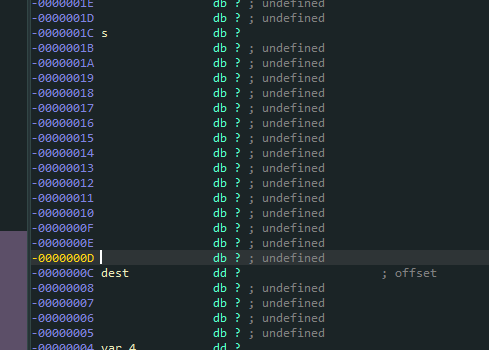 -0000001E db ? ; undefined
-0000001D db ? ; undefined
-0000001C s db ?
-0000001B db ? ; undefined
-0000001A db ? ; undefined
-00000019 db ? ; undefined
-00000018 db ? ; undefined
-00000017 db ? ; undefined
-00000016 db ? ; undefined
-00000015 db ? ; undefined
-00000014 db ? ; undefined
-00000013 db ? ; undefined
-00000012 db ? ; undefined
-00000011 db ? ; undefined
-00000010 db ? ; undefined
-0000000F db ? ; undefined
-0000000E db ? ; undefined
-0000000D db ? ; undefined
-0000000C dest dd ? ; offset
-00000008 db ? ; undefined
-00000007 db ? ; undefined
-00000006 db ? ; undefined
-00000005 db ? ; undefined
-00000004 var_4 dd ?